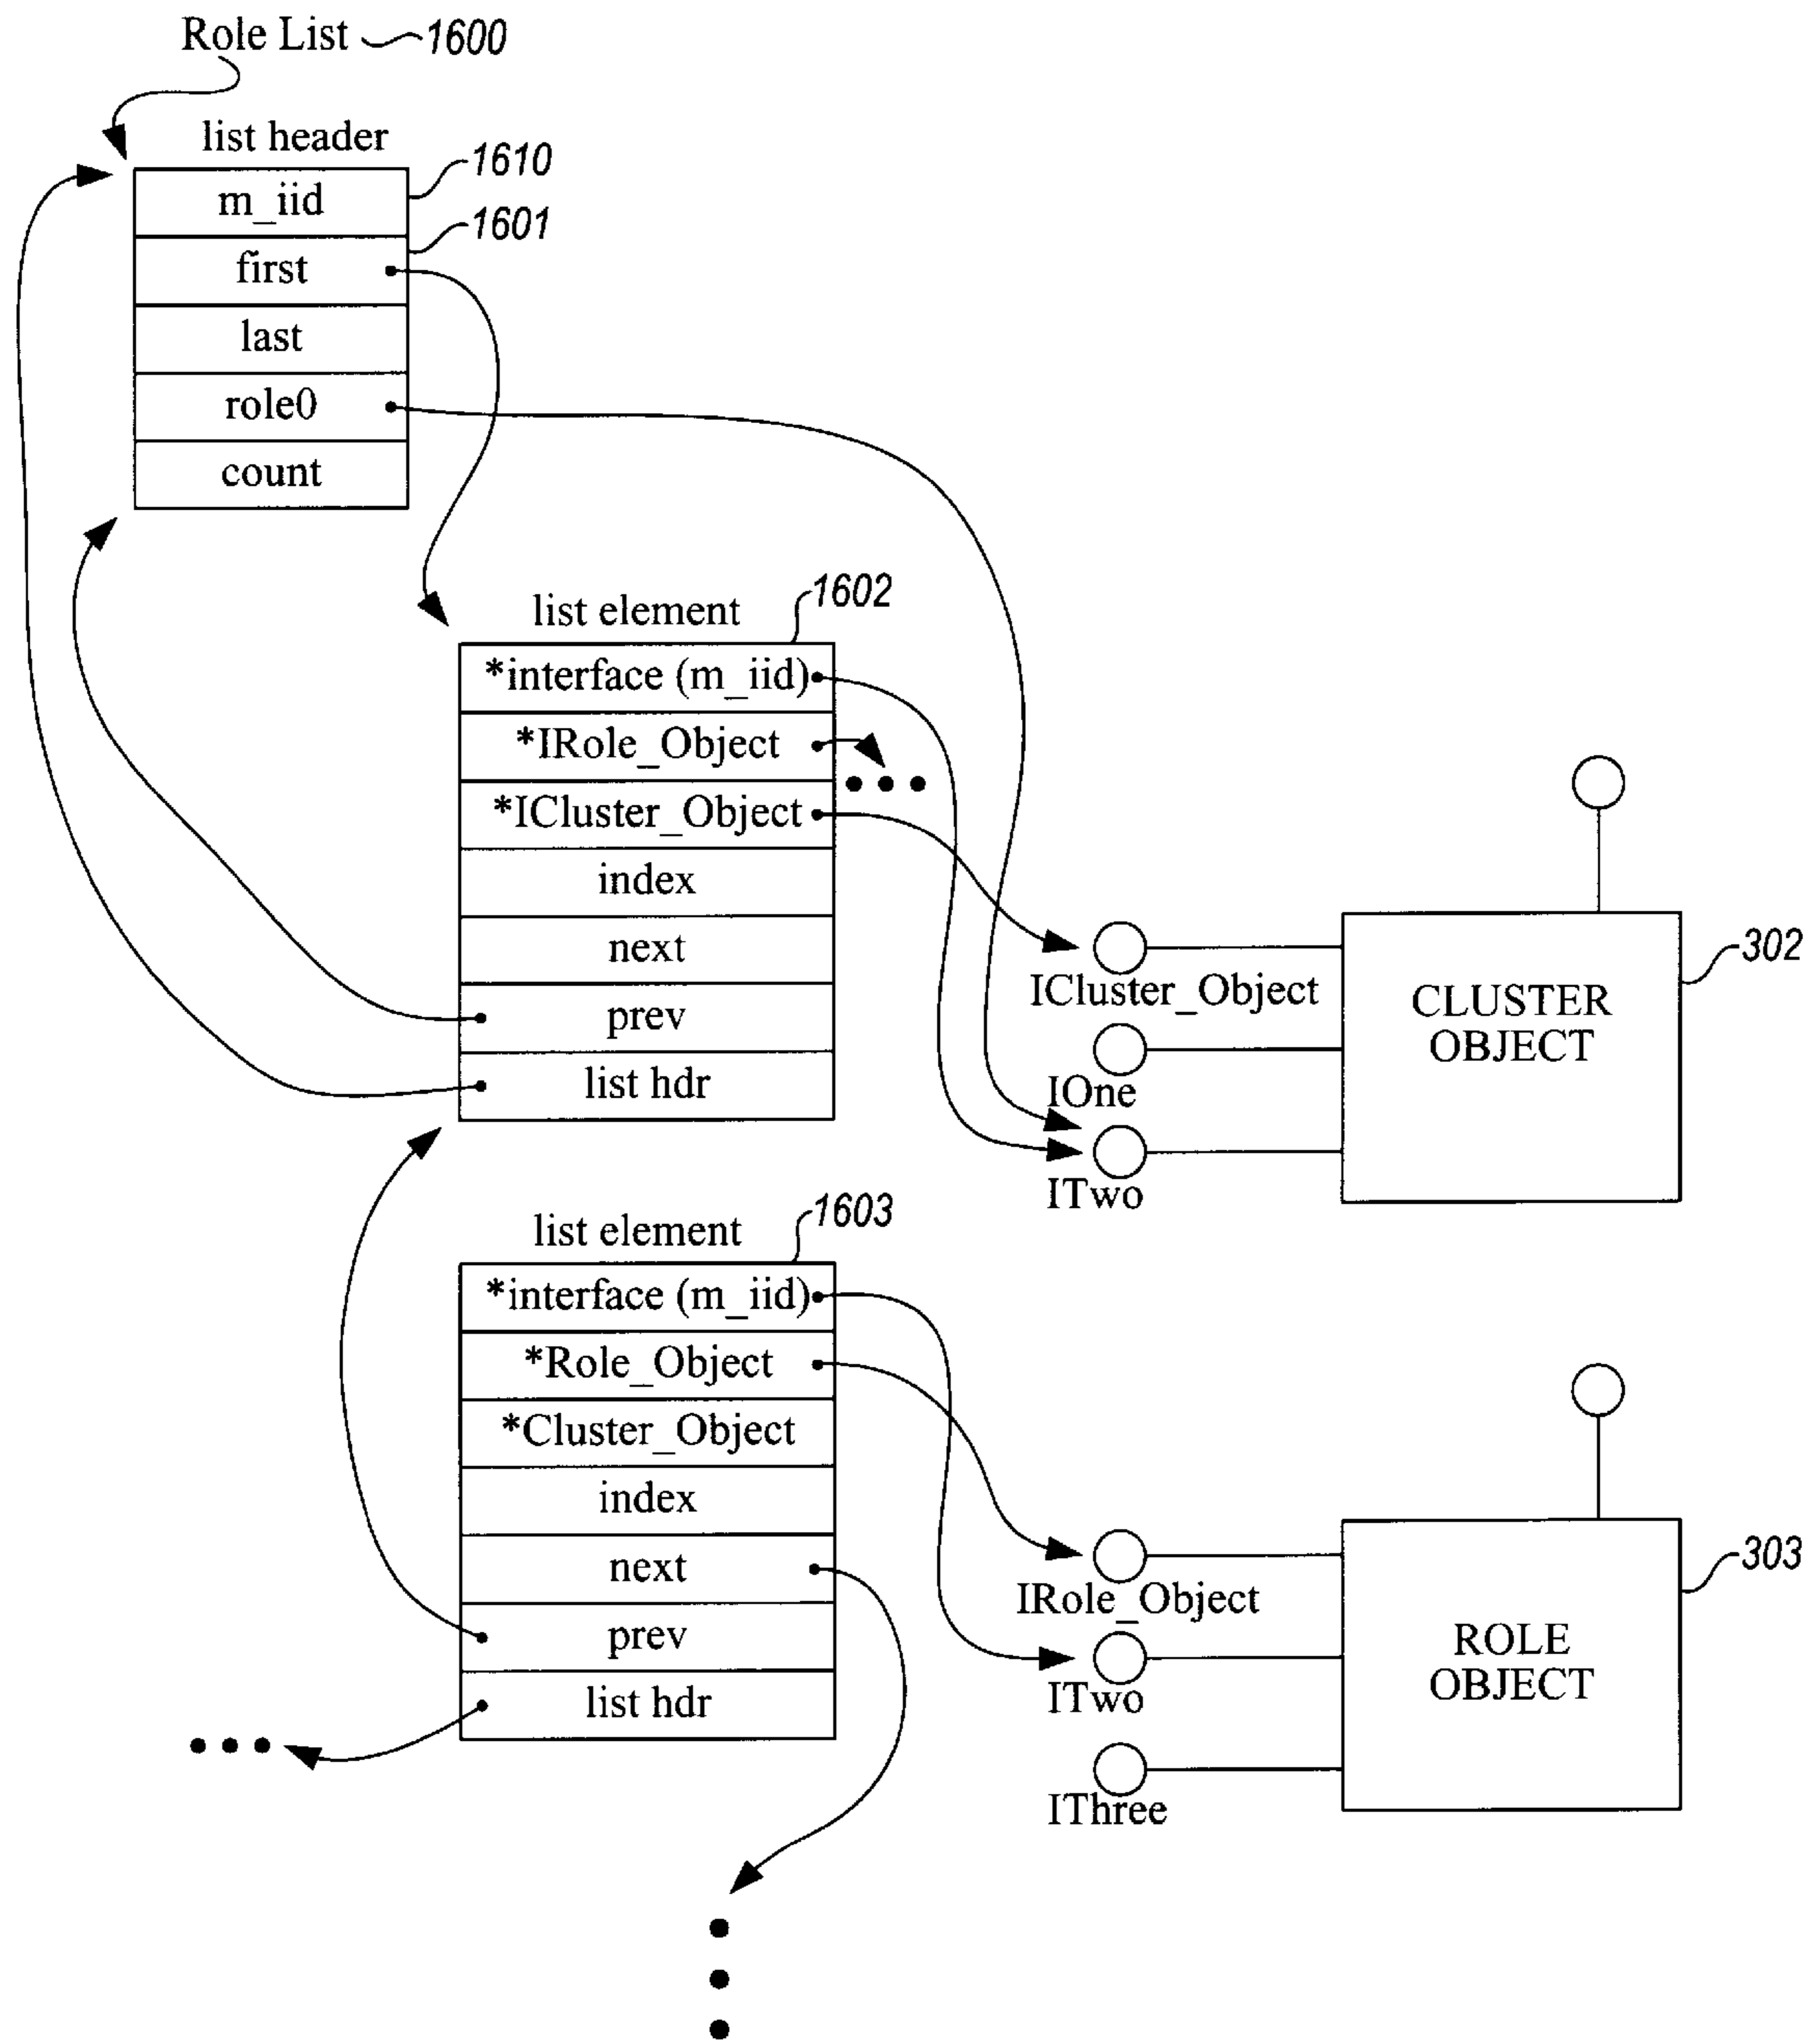 Role List 1600
list header
1610
m_iid
1601
first
last
role0
count
list element
1602
*interface (m_iid)
*IRole_Object
*ICluster_Object
index
next
prev
list hdr
ICluster_Object
IOne
ITwo
CLUSTER
OBJECT
302
list element
1603
*interface (m_iid)
*Role_Object
*Cluster_Object
index
next
prev
list hdr
IRole_Object
ITwo
IThree
ROLE
OBJECT
303